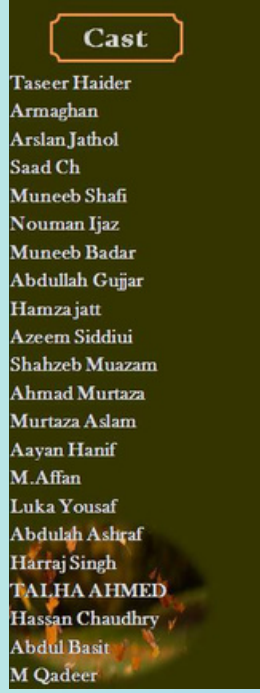 Cast
Taseer Haider
Armaghan
Arslan Jathol
Saad Ch
Muneeb Shafi
Nouman Ijaz
Muneeb Badar
Abdullah Gujjar
Hamza jatt
Azeem Siddiui
Shahzeb Muazam
Ahmad Murtaza
Murtaza Aslam
Aayan Hanif
M.Affan
Luka Yousaf
Abdulah Ashraf
Harraj Singh
TALHA AHMED
Hassan Chaudhry
Abdul Basit
M Qadeer